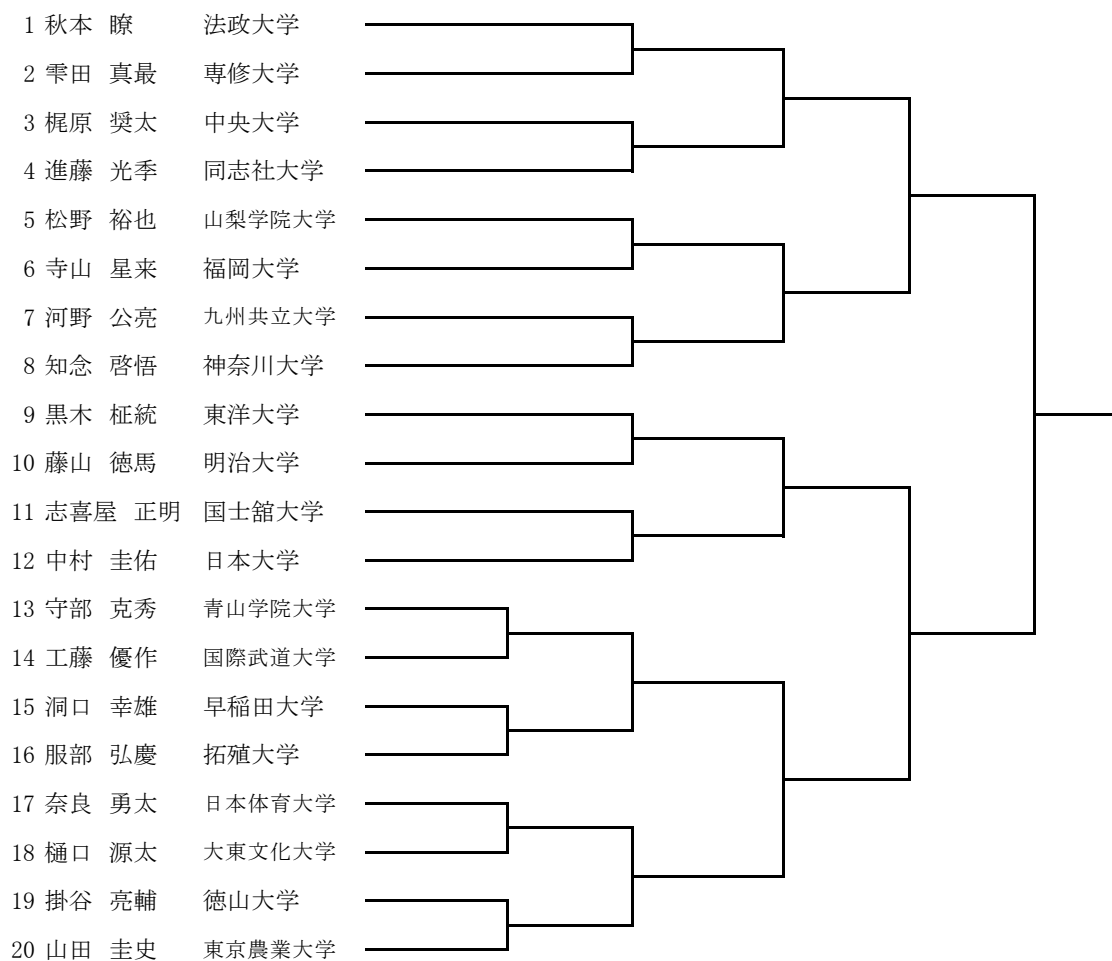 1 秋本 瞭 法政大学
2 雫田 真最 専修大学
3 梶原 奨太 中央大学
4 進藤 光季 同志社大学
5 松野 裕也 山梨学院大学
6 寺山 星来 福岡大学
7 河野 公亮 九州共立大学
8 知念 啓悟 神奈川大学
9 黒木 柾統 東洋大学
10 藤山 徳馬 明治大学
11 志喜屋 正明 国士舘大学
12 中村 圭佑 日本大学
13 守部 克秀 青山学院大学
14 工藤 優作 国際武道大学
15 洞口 幸雄 早稲田大学
16 服部 弘慶 拓殖大学
17 奈良 勇太 日本体育大学
18 樋口 源太 大東文化大学
19 掛谷 亮輔 徳山大学
20 山田 圭史 東京農業大学